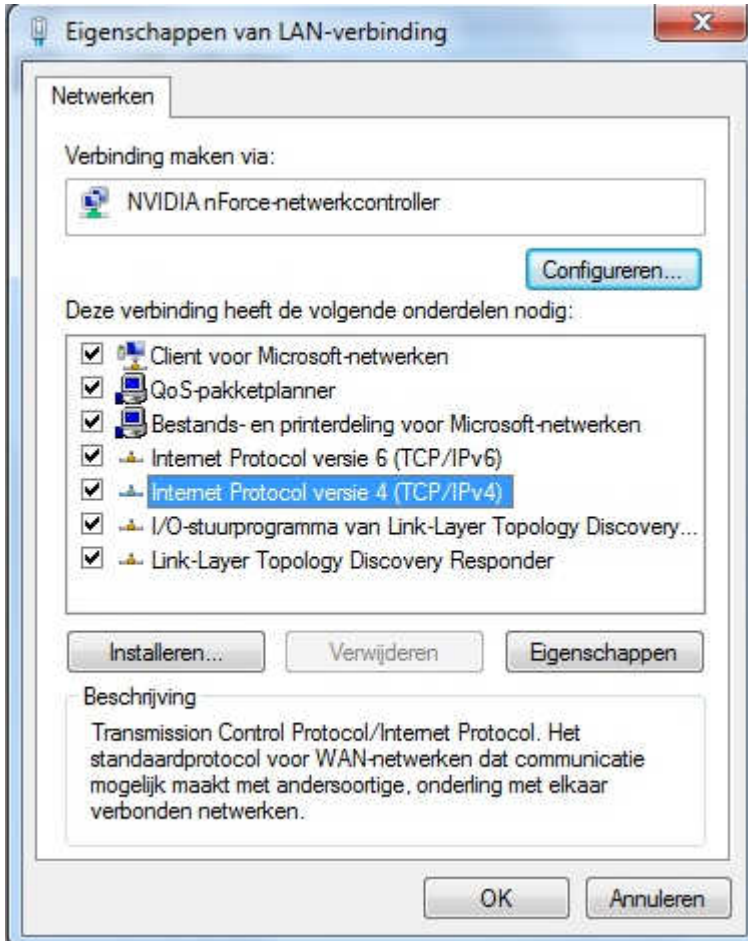 Eigenschappen van LAN-verbinding
Netwerken
Verbinding maken via:
NVIDIA nForce-netwerkcontroller
Configureren...
Deze verbinding heeft de volgende onderdelen nodig:
Client voor Microsoft-netwerken
QoS-pakketplanner
Bestands- en printerdeling voor Microsoft-netwerken
Internet Protocol versie 6 (TCP/IPv6)
Internet Protocol versie 4 (TCP/IPv4)
I/O-stuurprogramma van Link-Layer Topology Discovery...
Link-Layer Topology Discovery Responder
Installeren... Verwijderen Eigenschappen
Beschrijving
Transmission Control Protocol/Internet Protocol. Het
standaardprotocol voor WAN-netwerken dat communicatie
mogelijk maakt met andersoortige, onderling met elkaar
verbonden netwerken.
OK Annuleren